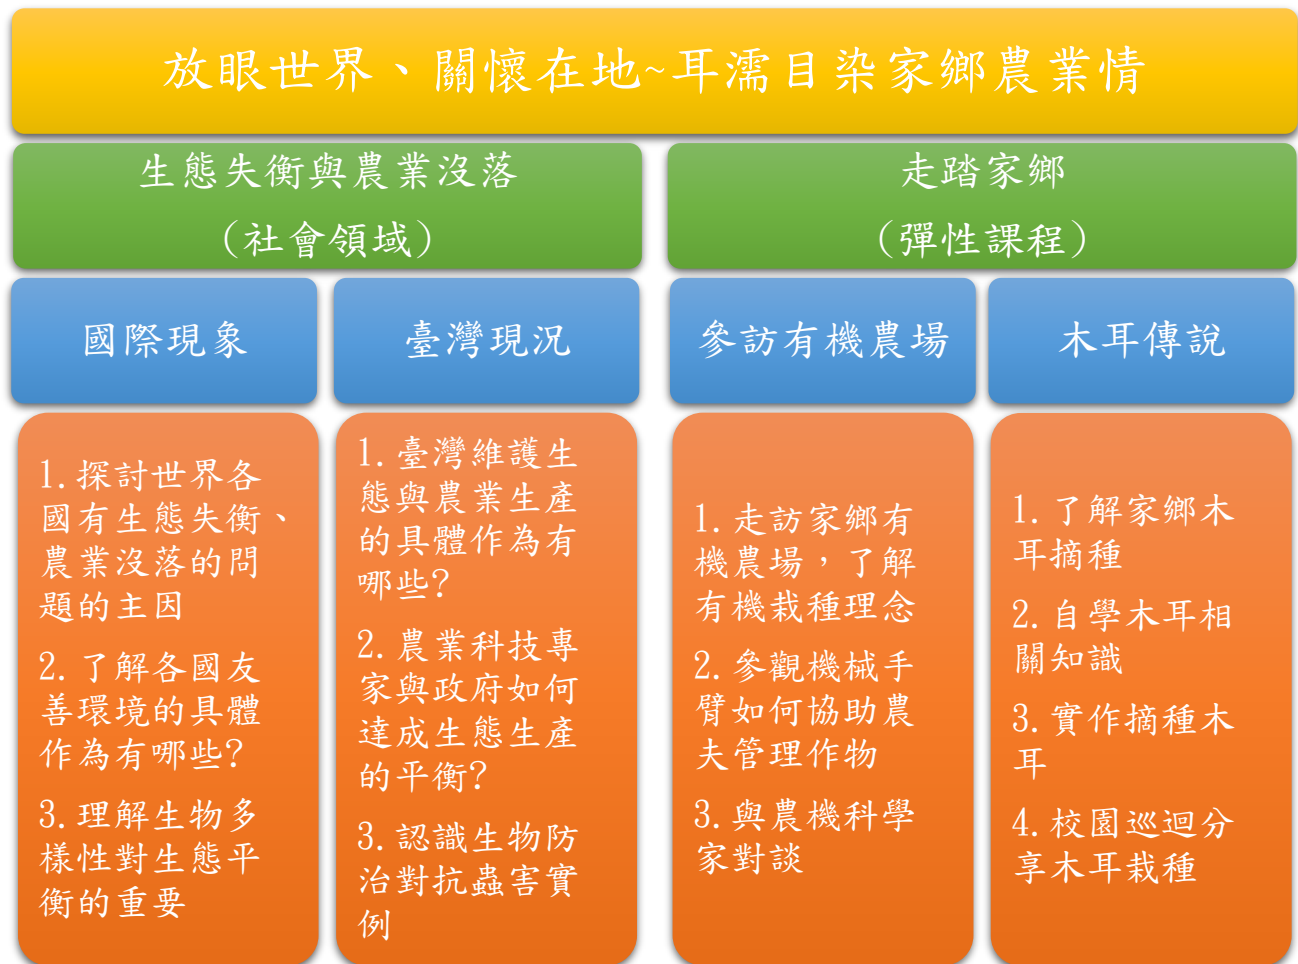 放眼世界、關懷在地~耳濡目染家鄉農業情
生態失衡與農業沒落
(社會領域)
走踏家鄉
(彈性課程)
國際現象
臺灣現況
參訪有機農場
木耳傳說
1.探討世界各
國有生態失衡、
農業沒落的問
題的主因
2.了解各國友
善環境的具體
作為有哪些?
3.理解生物多
樣性對生態平
衡的重要
1.臺灣維護生
態與農業生產
的具體作為有
哪些?
2.農業科技專
家與政府如何
達成生態生產
的平衡?
3.認識生物防
治對抗蟲害實
例
1.走訪家鄉有
機農場，了解
有機栽種理念
2.參觀機械手
臂如何協助農
夫管理作物
3.與農機科學
家對談
1.了解家鄉木
耳摘種
2.自學木耳相
關知識
3.實作摘種木
耳
4.校園巡迴分
享木耳栽種